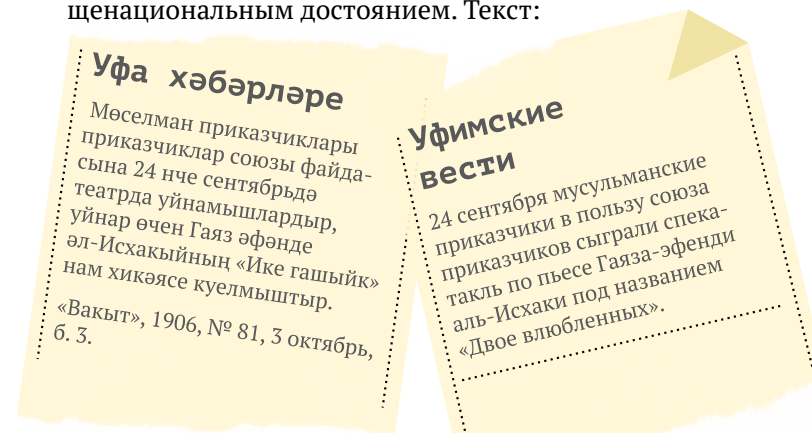 щенациональным достоянием. Текст:
Уфа хәбәрләре
Мөселман приказчиклары
приказчиклар союзы файда-
сына 24 нче сентябрьдә
театрда уйнамышлардыр,
уйнар өчен Гаяз әфәнде
әл-Исхакыйның «Ике гашыйк»
нам хикәясе куелмыштыр.
«Вакыт», 1906, № 81, 3 октябрь,
б. 3.
Уфимские
вести
24 сентября мусульманские
приказчики в пользу союза
приказчиков сыграли спека-
такль по пьесе Гаяза-эфенди
аль-Исхаки под названием
«Двое влюбленных».